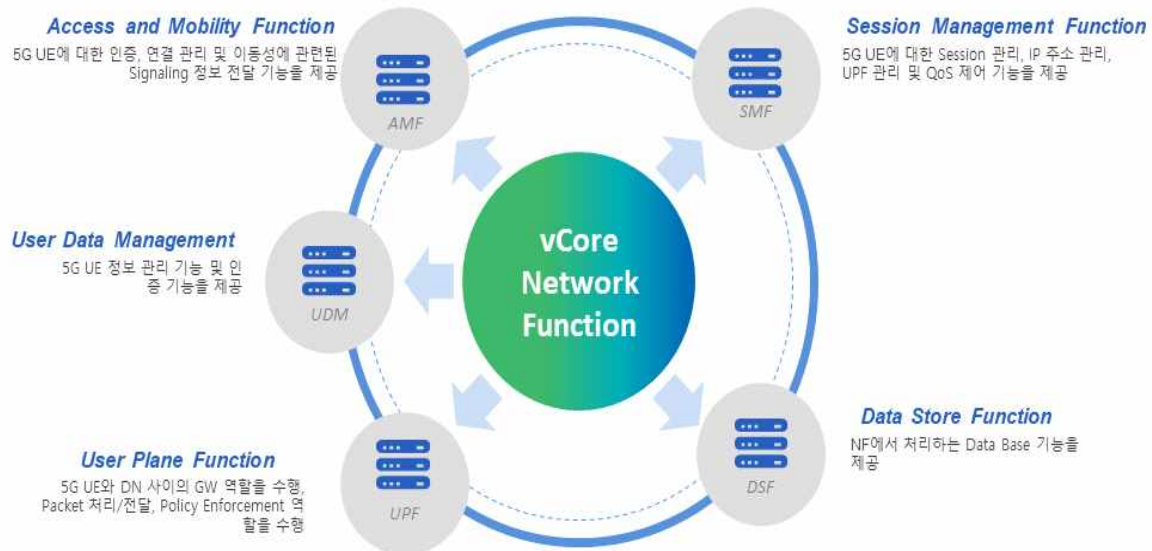 Access and Mobility Function
5G UE에 대한 인증, 연결 관리 및 이동성에 관련된
Signaling 정보 전달 기능을 제공
AMF
Session Management Function
5G UE에 대한 Session 관리, IP 주소 관리,
UPF 관리 및 QoS 제어 기능을 제공
SMF
User Data Management
5G UE 정보 관리 기능 및 인
증 기능을 제공
UDM
vCore
Network
Function
User Plane Function
5G UE와 DN 사이의 GW 역할을 수행,
Packet 처리/전달, Policy Enforcement 역
할을 수행
UPF
Data Store Function
NF에서 처리하는 Data Base 기능을
제공
DSF